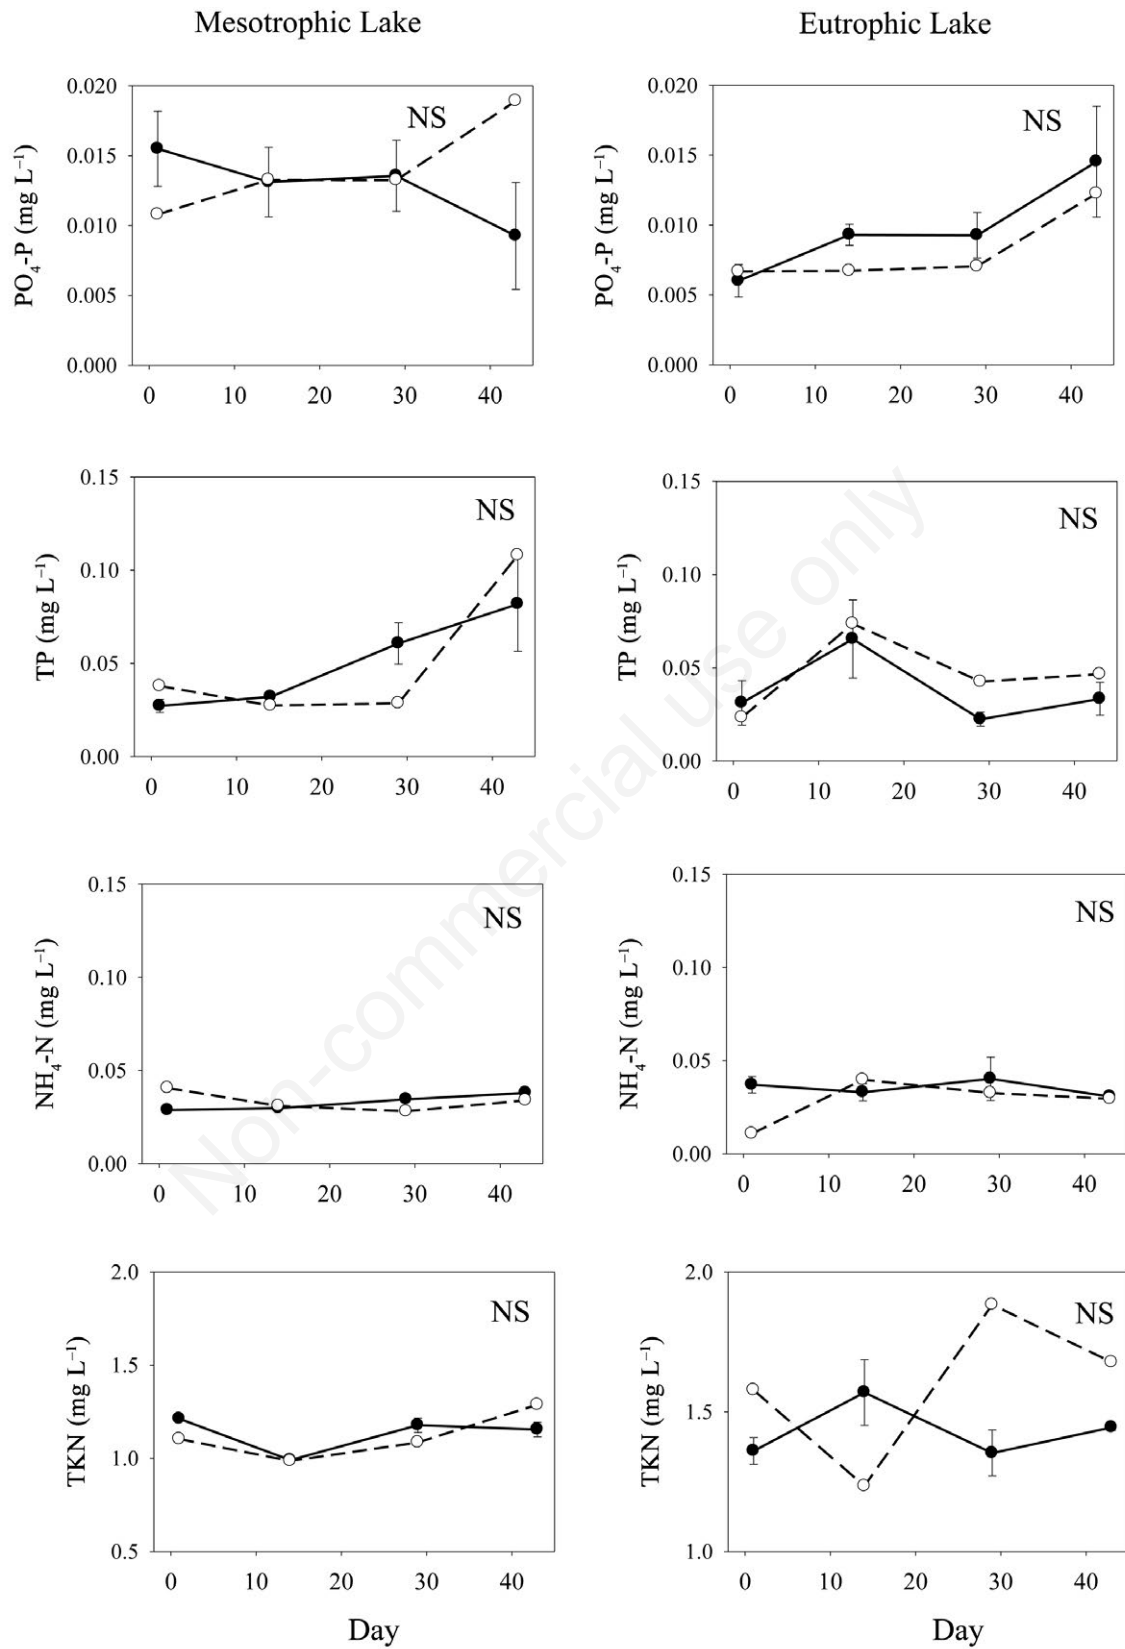 Mesotrophic Lake
Eutrophic Lake
PO₄-P (mg L⁻¹)
0.020
0.015
0.010
0.005
0.000
NS
0 10 20 30 40
PO₄-P (mg L⁻¹)
0.020
0.015
0.010
0.005
0.000
NS
0 10 20 30 40
TP (mg L⁻¹)
0.15
0.10
0.05
0.00
NS
0 10 20 30 40
TP (mg L⁻¹)
0.15
0.10
0.05
0.00
NS
0 10 20 30 40
NH₄-N (mg L⁻¹)
0.15
0.10
0.05
0.00
NS
0 10 20 30 40
NH₄-N (mg L⁻¹)
0.15
0.10
0.05
0.00
NS
0 10 20 30 40
TKN (mg L⁻¹)
2.0
1.5
1.0
0.5
NS
0 10 20 30 40
Day
TKN (mg L⁻¹)
2.0
1.5
1.0
NS
0 10 20 30 40
Day
Non-commercial use only